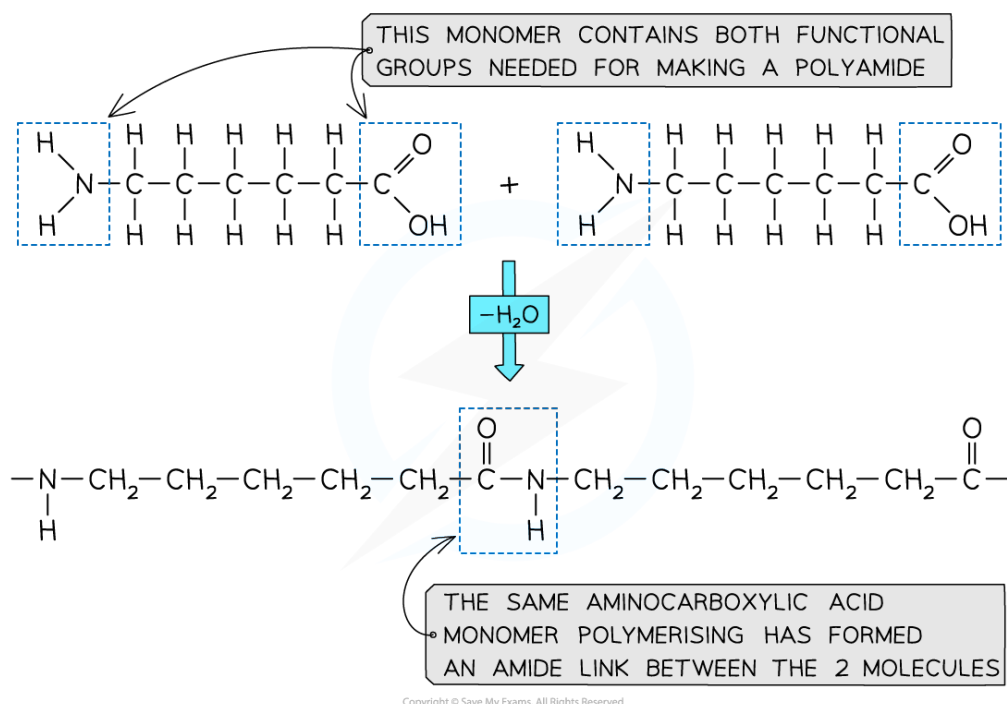 THIS MONOMER CONTAINS BOTH FUNCTIONAL
GROUPS NEEDED FOR MAKING A POLYAMIDE
H H H H H H O H H H H H H O
N—C—C—C—C—C—C + N—C—C—C—C—C—C
H H H H H H OH H H H H H H OH
−H₂O
O O
—N—CH₂—CH₂—CH₂—CH₂—CH₂—C—N—CH₂—CH₂—CH₂—CH₂—CH₂—C—
H H
THE SAME AMINOCARBOXYLIC ACID
MONOMER POLYMERISING HAS FORMED
AN AMIDE LINK BETWEEN THE 2 MOLECULES
Copyright © Save My Exams. All Rights Reserved